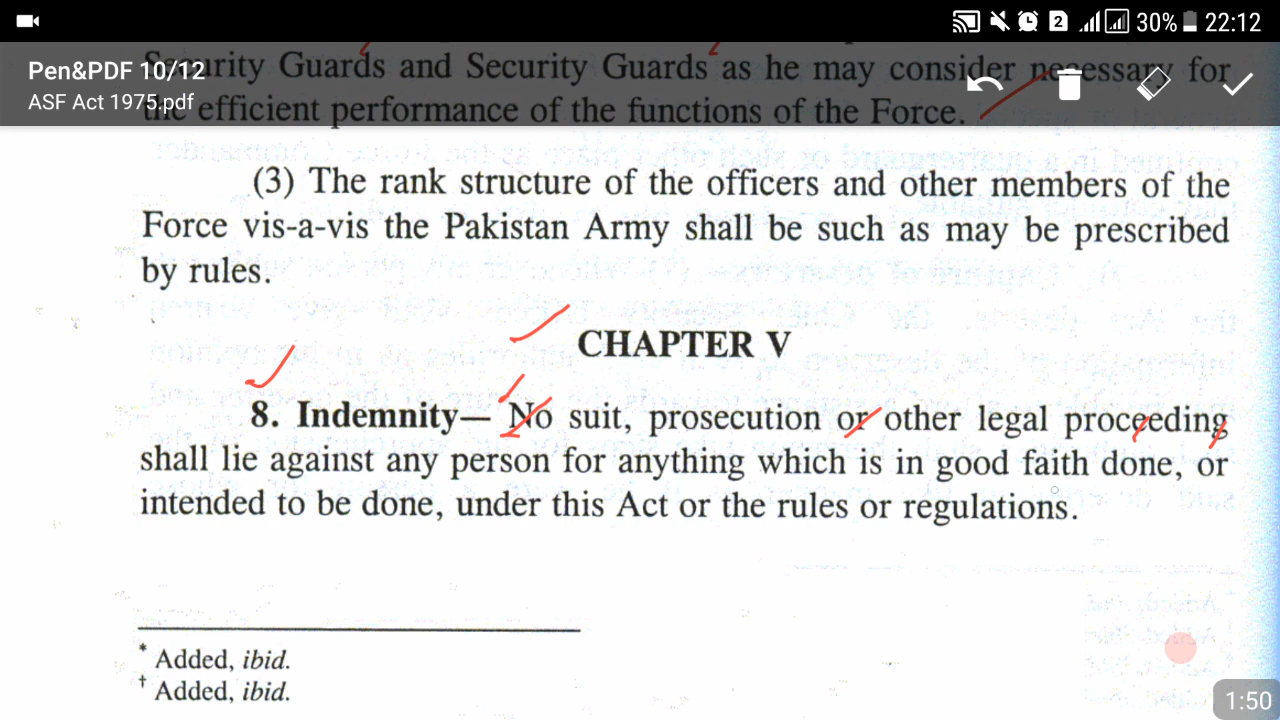 30% 22:12
Pen&PDF 10/12
ASF Act 1975.pdf
Security Guards and Security Guards as he may consider necessary for
the efficient performance of the functions of the Force.
(3) The rank structure of the officers and other members of the
Force vis-a-vis the Pakistan Army shall be such as may be prescribed
by rules.
CHAPTER V
8. Indemnity— No suit, prosecution or other legal proceeding
shall lie against any person for anything which is in good faith done, or
intended to be done, under this Act or the rules or regulations.
* Added, ibid.
† Added, ibid.
1:50